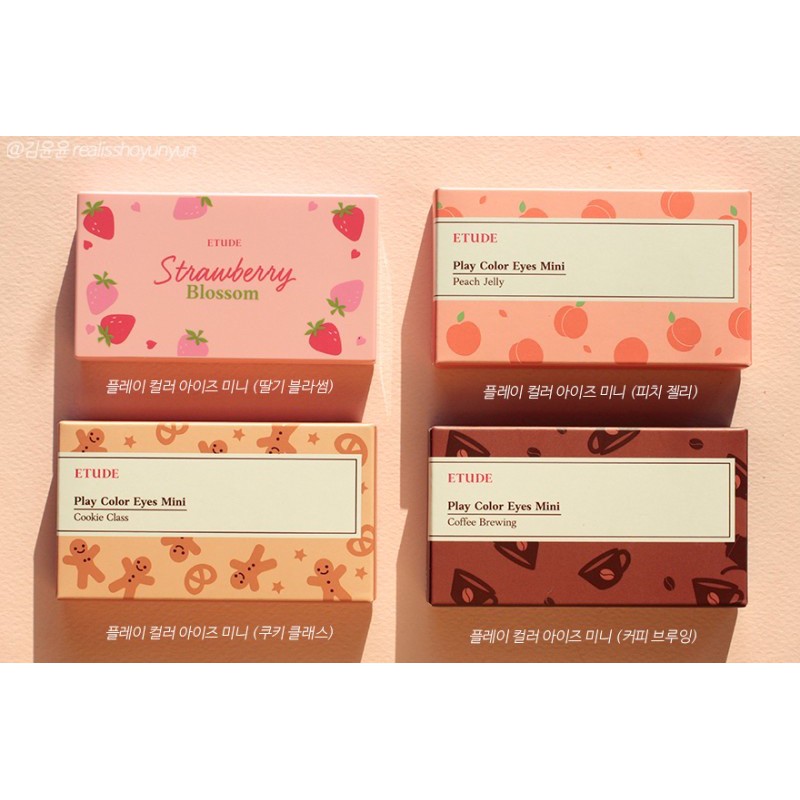 @김윤윤 realisshoyunyun
ETUDE
Strawberry
Blossom
플레이 컬러 아이즈 미니 (딸기 블라썸)
ETUDE
Play Color Eyes Mini
Peach Jelly
플레이 컬러 아이즈 미니 (피치 젤리)
ETUDE
Play Color Eyes Mini
Cookie Class
플레이 컬러 아이즈 미니 (쿠키 클래스)
ETUDE
Play Color Eyes Mini
Coffee Brewing
플레이 컬러 아이즈 미니 (커피 브루잉)